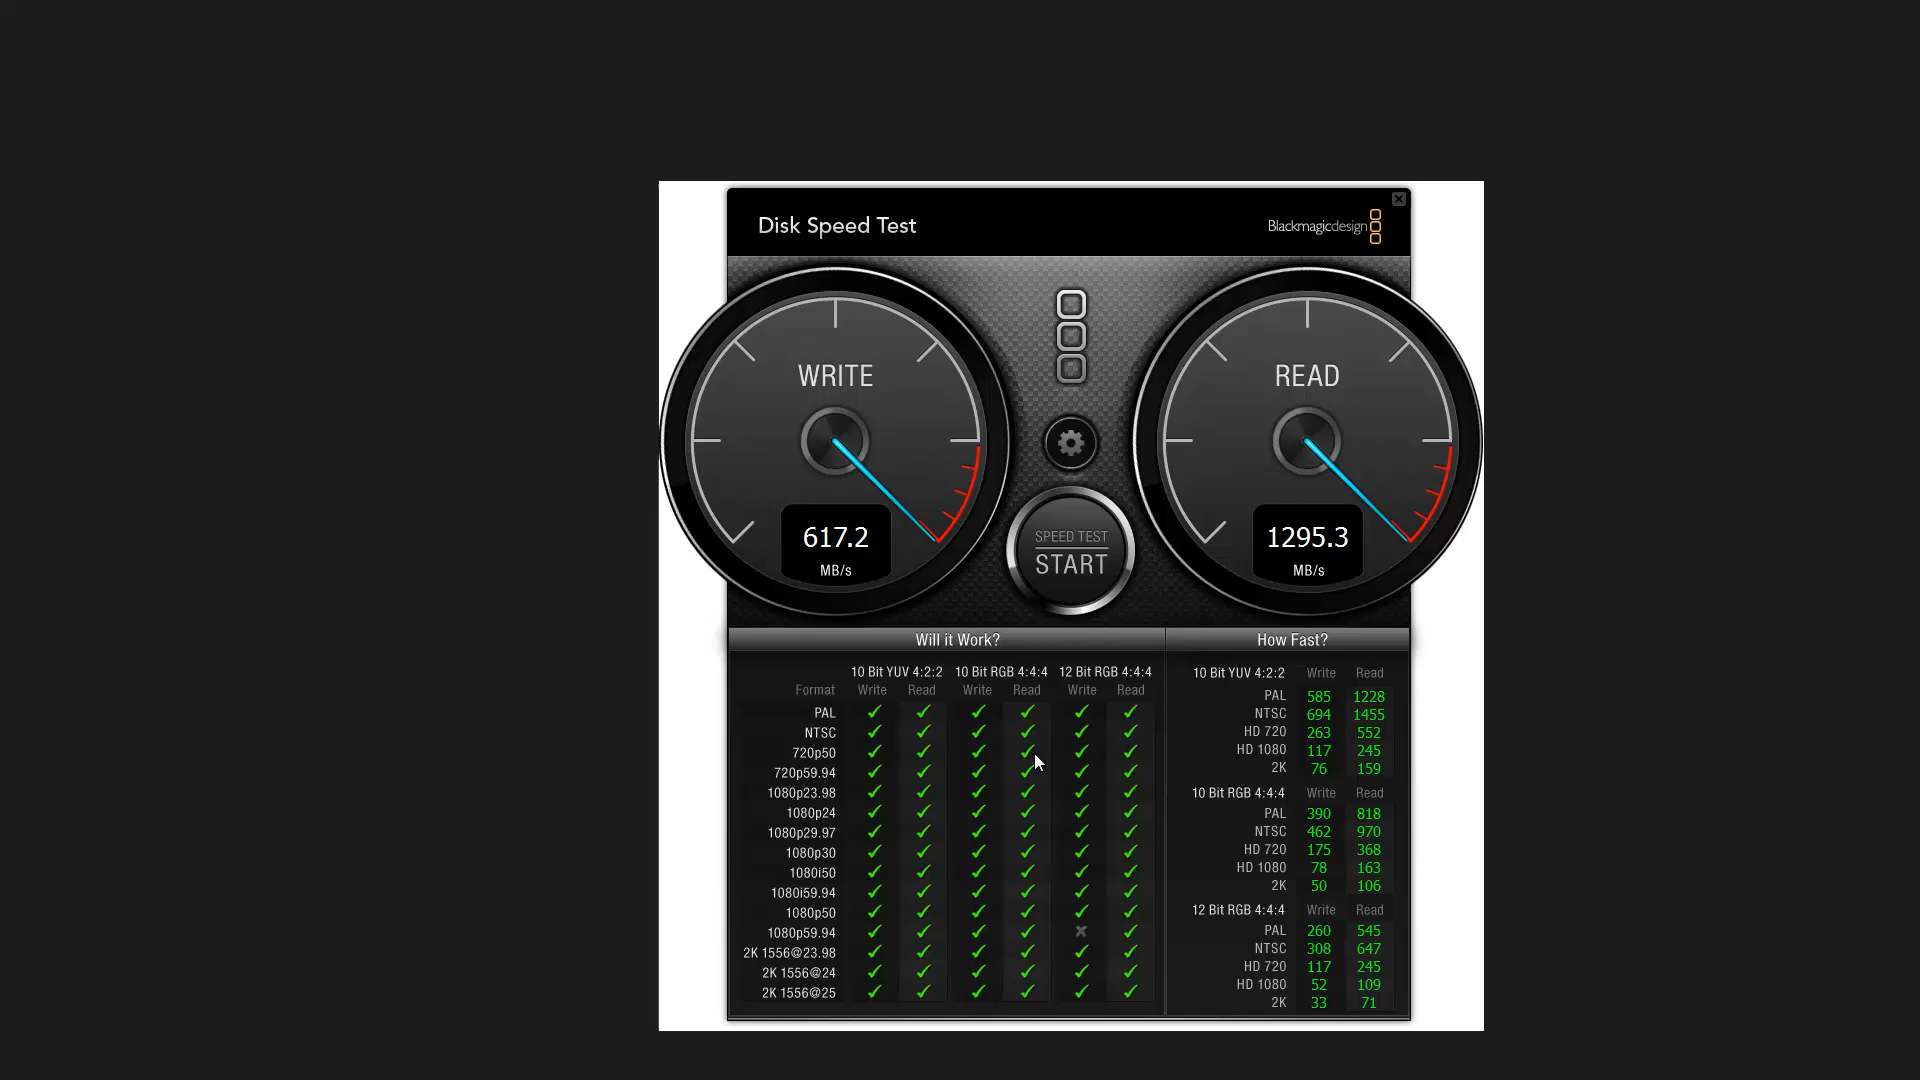 Disk Speed Test
Blackmagicdesign
WRITE
617.2
MB/s
SPEED TEST
START
READ
1295.3
MB/s
Will it Work?
10 Bit YUV 4:2:2 10 Bit RGB 4:4:4 12 Bit RGB 4:4:4
Format Write Read Write Read Write Read
PAL ✓ ✓ ✓ ✓ ✓ ✓
NTSC ✓ ✓ ✓ ✓ ✓ ✓
720p50 ✓ ✓ ✓ ✓ ✓ ✓
720p59.94 ✓ ✓ ✓ ✓ ✓ ✓
1080p23.98 ✓ ✓ ✓ ✓ ✓ ✓
1080p24 ✓ ✓ ✓ ✓ ✓ ✓
1080p29.97 ✓ ✓ ✓ ✓ ✓ ✓
1080p30 ✓ ✓ ✓ ✓ ✓ ✓
1080i50 ✓ ✓ ✓ ✓ ✓ ✓
1080i59.94 ✓ ✓ ✓ ✓ ✓ ✓
1080p50 ✓ ✓ ✓ ✓ ✓ ✓
1080p59.94 ✓ ✓ ✓ ✓ ✗ ✓
2K 1556@23.98 ✓ ✓ ✓ ✓ ✓ ✓
2K 1556@24 ✓ ✓ ✓ ✓ ✓ ✓
2K 1556@25 ✓ ✓ ✓ ✓ ✓ ✓
How Fast?
10 Bit YUV 4:2:2 Write Read
PAL 585 1228
NTSC 694 1455
HD 720 263 552
HD 1080 117 245
2K 76 159
10 Bit RGB 4:4:4 Write Read
PAL 390 818
NTSC 462 970
HD 720 175 368
HD 1080 78 163
2K 50 106
12 Bit RGB 4:4:4 Write Read
PAL 260 545
NTSC 308 647
HD 720 117 245
HD 1080 52 109
2K 33 71